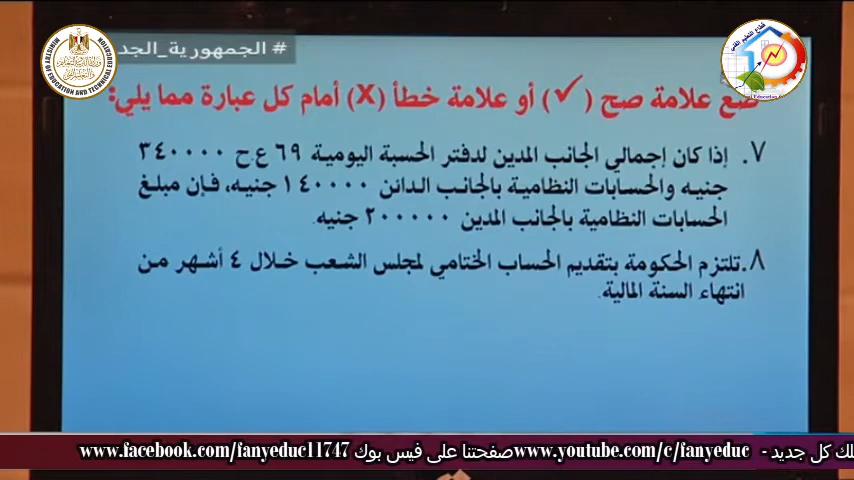 # الجمهورية_الجد
ضع علامة صح (✓) أو علامة خطأ (X) أمام كل عبارة مما يلي:
٧. إذا كان إجمالي الجانب المدين لدفتر الحسبة اليومية ٦٩ ع.ح ٣٤٠٠٠٠
جنيه والحسابات النظامية بالجانب الدائن ١٤٠٠٠٠ جنيه، فإن مبلغ
الحسابات النظامية بالجانب المدين ٢٠٠٠٠٠ جنيه.
٨. تلتزم الحكومة بتقديم الحساب الختامي لمجلس الشعب خلال ٤ أشهر من
انتهاء السنة المالية.
لك كل جديد - www.youtube.com/c/fanyeduc صفحتنا على فيس بوك www.facebook.com/fanyeduc11747